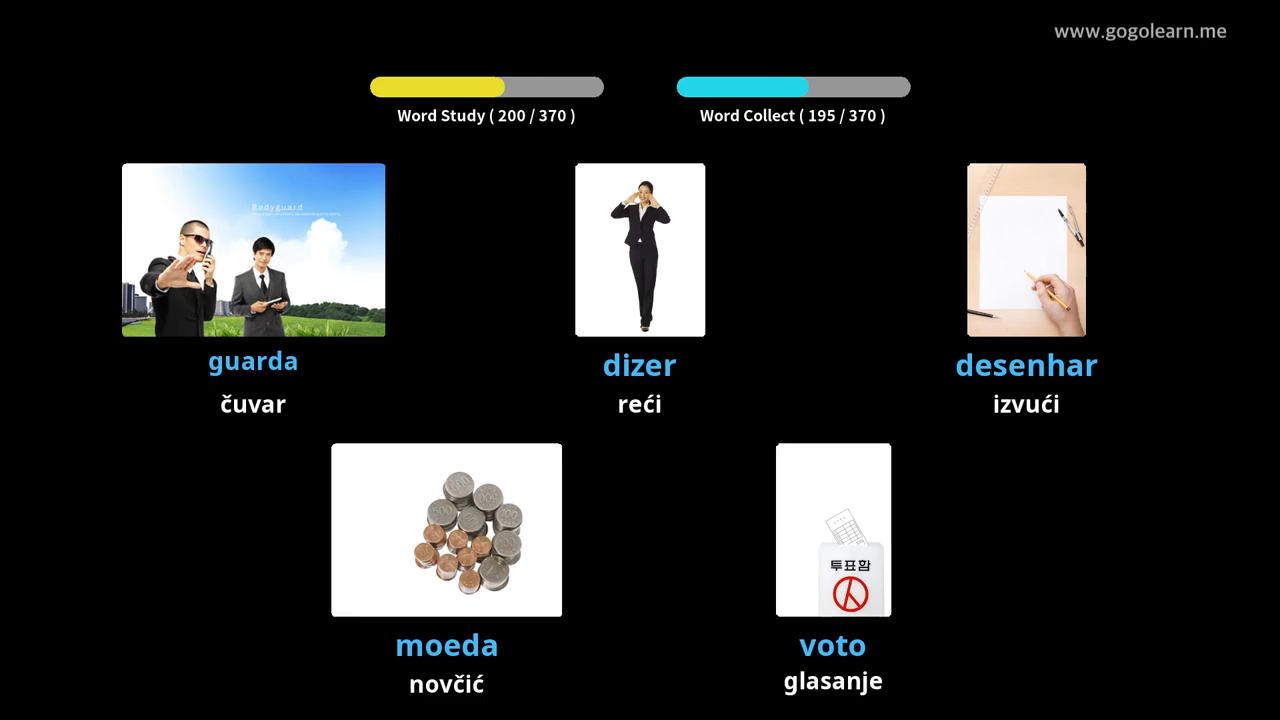 www.gogolearn.me
Word Study ( 200 / 370 )
Word Collect ( 195 / 370 )
Bodyguard
guarda
dizer
desenhar
čuvar
reći
izvući
투표함
moeda
voto
novčić
glasanje